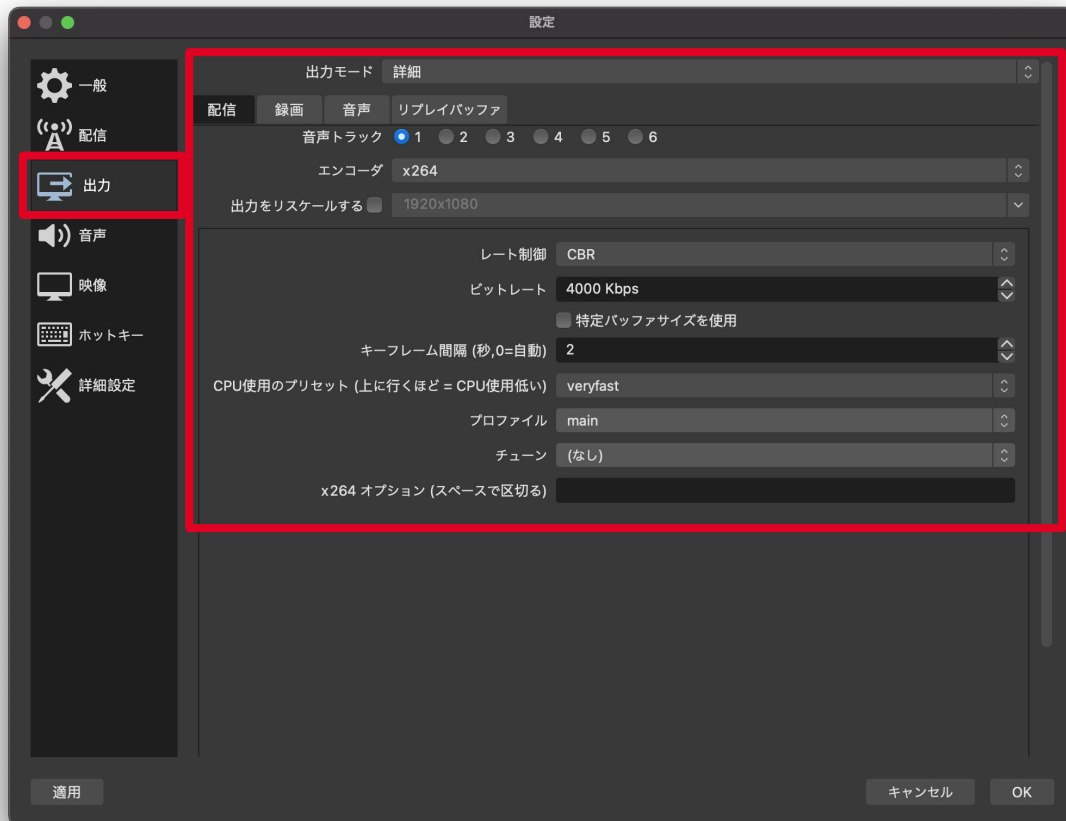 設定
一般
配信
出力
音声
映像
ホットキー
詳細設定
出力モード 詳細
配信 録画 音声 リプレイバッファ
音声トラック 1 2 3 4 5 6
エンコーダ x264
出力をリスケールする 1920x1080
レート制御 CBR
ビットレート 4000 Kbps
特定バッファサイズを使用
キーフレーム間隔 (秒,0=自動) 2
CPU使用のプリセット (上に行くほど = CPU使用低い) veryfast
プロファイル main
チューン (なし)
x264 オプション (スペースで区切る)
適用 キャンセル OK